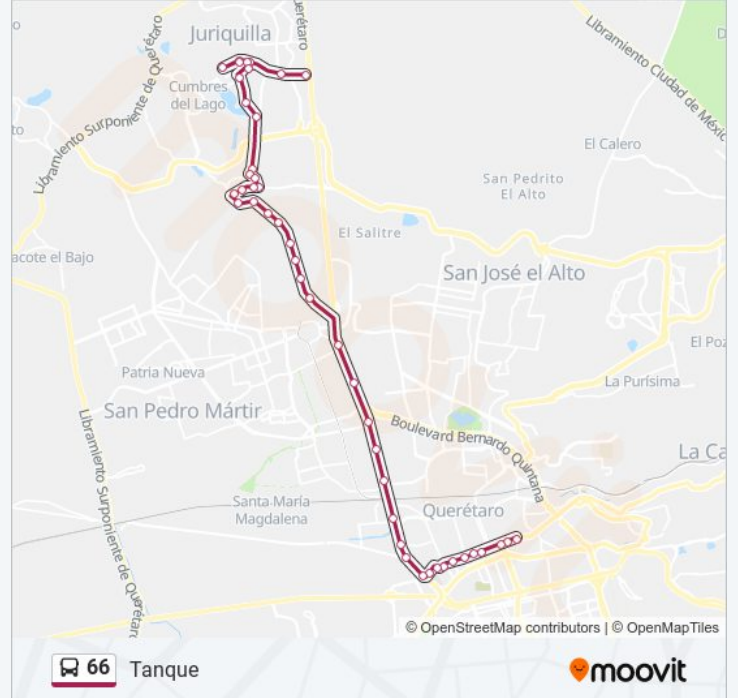 Juriquilla
erétaro
Libramiento Surponiente de Querétaro
Cumbres
del Lago
Libramiento Ciudad de Méxic
El Calero
San Pedrito
El Alto
El Salitre
acote el Bajo
San José el Alto
El Poz
Patria Nueva
La Purísima
San Pedro Mártir
Boulevard Bernardo Quintana
La Ca
Libramiento Surponiente de Querétaro
Santa María
Magdalena
Querétaro
© OpenStreetMap contributors | © OpenMapTiles
66 Tanque
moovit